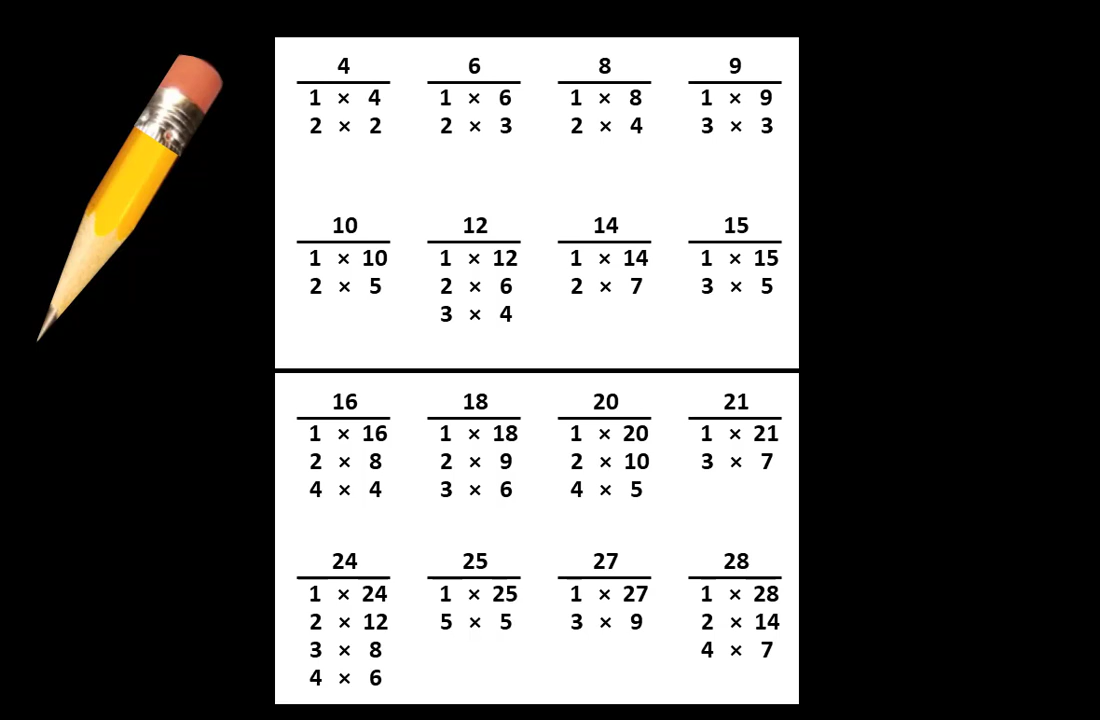 4 6 8 9
1 × 4 1 × 6 1 × 8 1 × 9
2 × 2 2 × 3 2 × 4 3 × 3
10 12 14 15
1 × 10 1 × 12 1 × 14 1 × 15
2 × 5 2 × 6 2 × 7 3 × 5
3 × 4
16 18 20 21
1 × 16 1 × 18 1 × 20 1 × 21
2 × 8 2 × 9 2 × 10 3 × 7
4 × 4 3 × 6 4 × 5
24 25 27 28
1 × 24 1 × 25 1 × 27 1 × 28
2 × 12 5 × 5 3 × 9 2 × 14
3 × 8 4 × 7
4 × 6